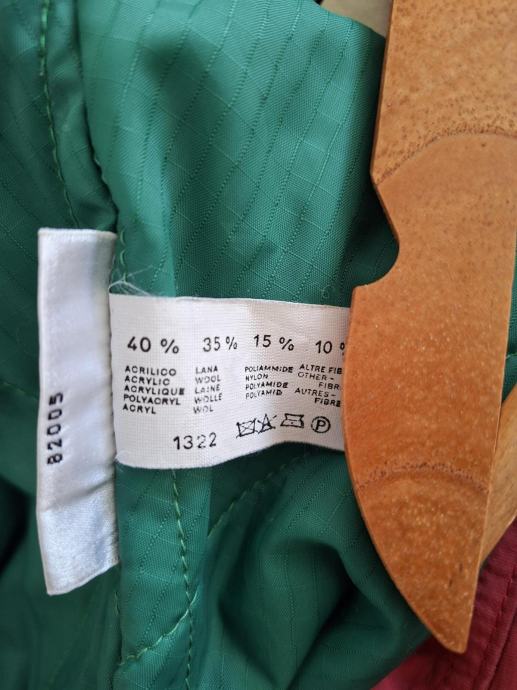 40 % 35 % 15 % 10 %
ACRILICO LANA POLIAMMIDE ALTRE FIB
ACRYLIC WOOL NYLON OTHER-
ACRYLIQUE LAINE POLYAMIDE FIBR
POLYACRYL WOLLE POLYAMID AUTRES-
ACRYL WOL FIBRE
1322 P
82005